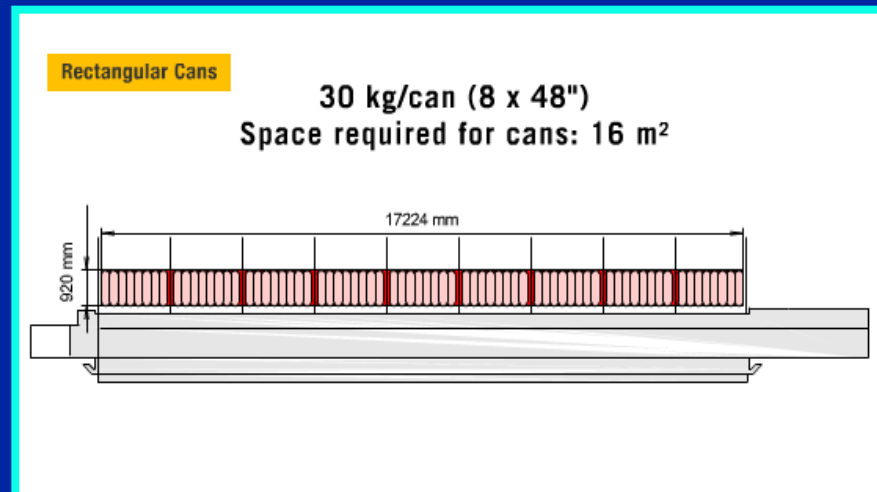 Rectangular Cans
30 kg/can (8 x 48")
Space required for cans: 16 m²
17224 mm
920 mm